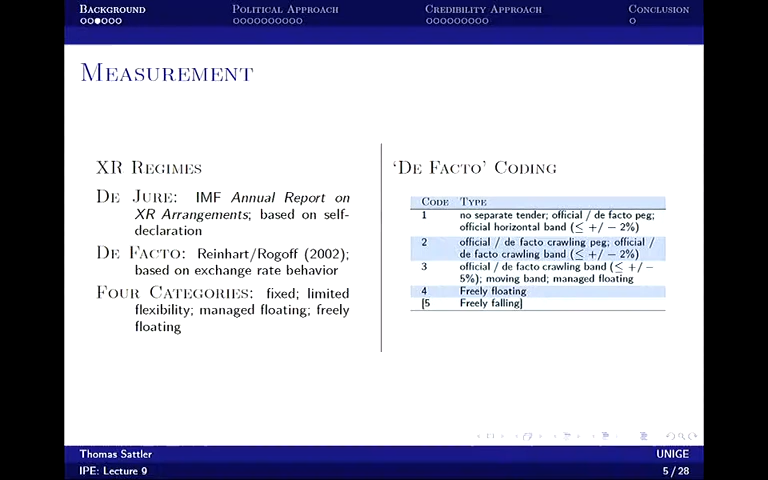 Background Political Approach Credibility Approach Conclusion
Measurement
XR Regimes
De Jure: IMF Annual Report on
XR Arrangements; based on self-
declaration
De Facto: Reinhart/Rogoff (2002);
based on exchange rate behavior
Four Categories: fixed; limited
flexibility; managed floating; freely
floating
‘De Facto’ Coding
Code Type
1 no separate tender; official / de facto peg;
official horizontal band (≤ +/ − 2%)
2 official / de facto crawling peg; official /
de facto crawling band (≤ +/ − 2%)
3 official / de facto crawling band (≤ +/ −
5%); moving band; managed floating
4 Freely floating
[5 Freely falling]
Thomas Sattler UNIGE
IPE: Lecture 9 5 / 28